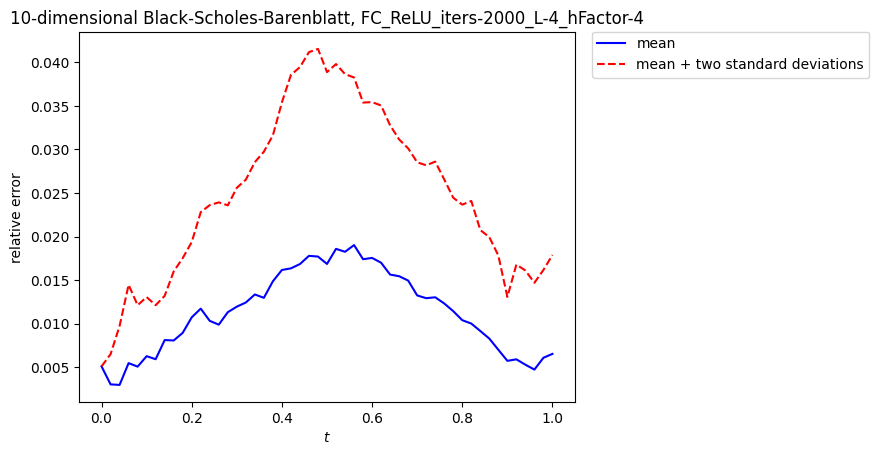 10-dimensional Black-Scholes-Barenblatt, FC_ReLU_iters-2000_L-4_hFactor-4
mean
mean + two standard deviations
0.040
0.035
0.030
0.025
0.020
0.015
0.010
0.005
relative error
0.0 0.2 0.4 0.6 0.8 1.0
t